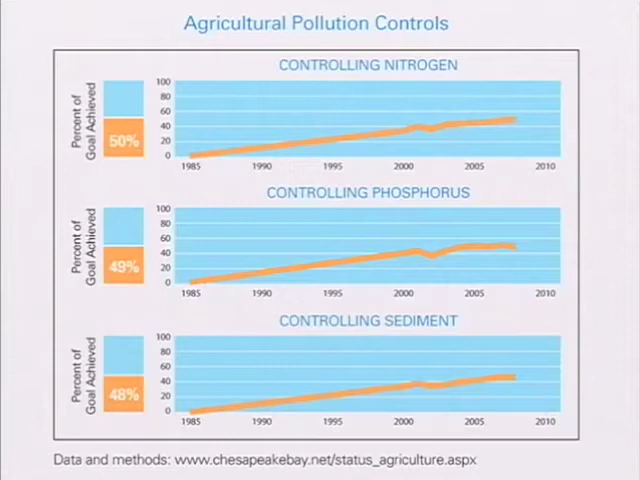 Agricultural Pollution Controls
CONTROLLING NITROGEN
Percent of
Goal Achieved
50%
100
80
60
40
20
0
1985 1990 1995 2000 2005 2010
CONTROLLING PHOSPHORUS
Percent of
Goal Achieved
49%
100
80
60
40
20
0
1985 1990 1995 2000 2005 2010
CONTROLLING SEDIMENT
Percent of
Goal Achieved
48%
100
80
60
40
20
0
1985 1990 1995 2000 2005 2010
Data and methods: www.chesapeakebay.net/status_agriculture.aspx